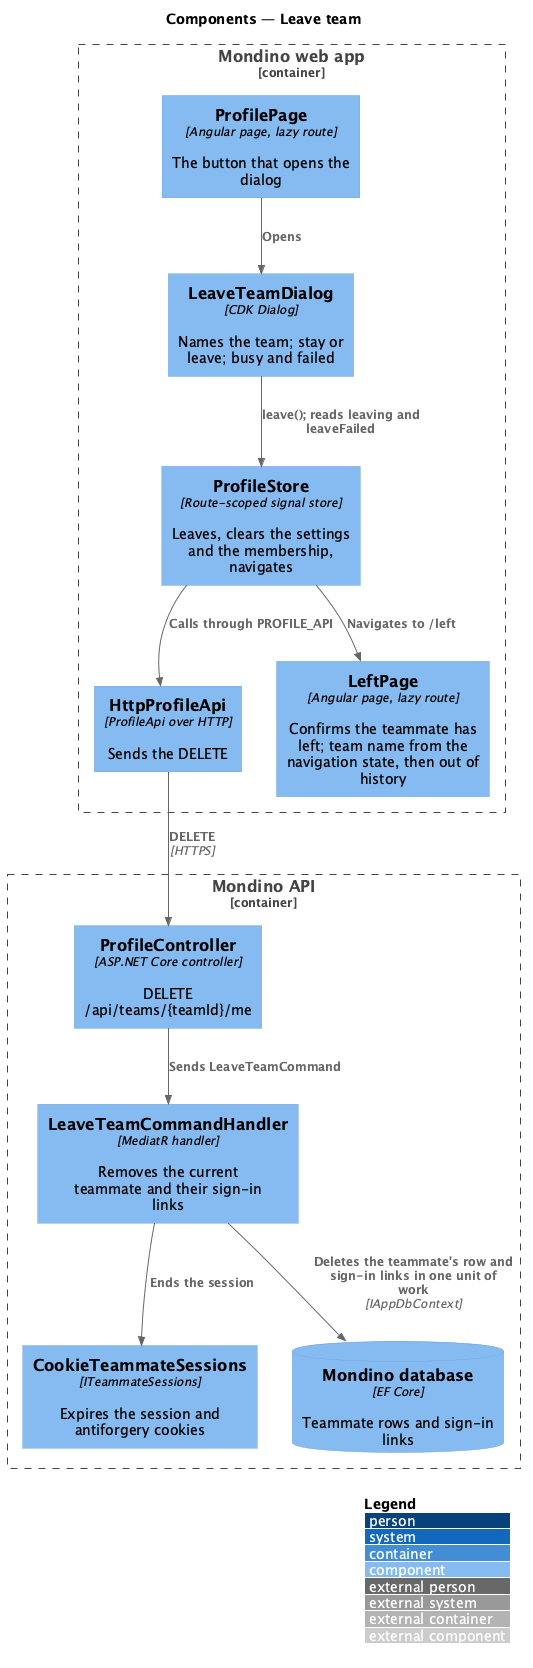 Components — Leave team
Mondino web app
[container]
ProfilePage
[Angular page, lazy route]
The button that opens the
dialog
Opens
LeaveTeamDialog
[CDK Dialog]
Names the team; stay or
leave; busy and failed
leave(); reads leaving and
leaveFailed
ProfileStore
[Route-scoped signal store]
Leaves, clears the settings
and the membership,
navigates
Calls through PROFILE_API
Navigates to /left
HttpProfileApi
[ProfileApi over HTTP]
Sends the DELETE
LeftPage
[Angular page, lazy route]
Confirms the teammate has
left; team name from the
navigation state, then out of
history
DELETE
[HTTPS]
Mondino API
[container]
ProfileController
[ASP.NET Core controller]
DELETE
/api/teams/{teamId}/me
Sends LeaveTeamCommand
LeaveTeamCommandHandler
[MediatR handler]
Removes the current
teammate and their sign-in
links
Ends the session
Deletes the teammate's row and
sign-in links in one unit of
work
[IAppDbContext]
CookieTeammateSessions
[ITeammateSessions]
Expires the session and
antiforgery cookies
Mondino database
[EF Core]
Teammate rows and sign-in
links
Legend
person
system
container
component
external person
external system
external container
external component